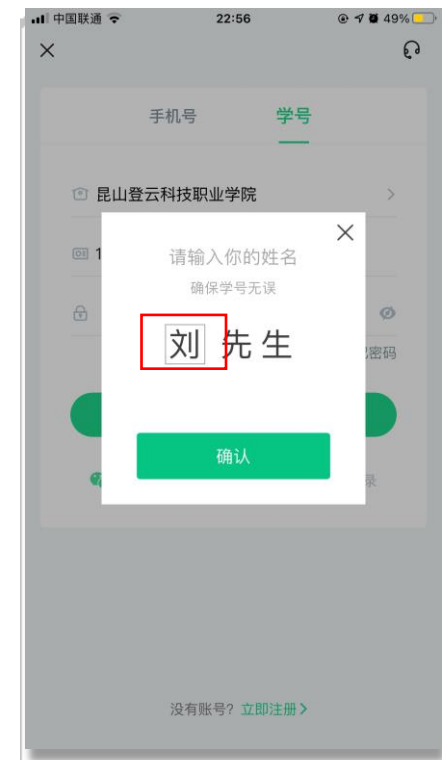 中国联通 22:56 49%
手机号 学号
昆山登云科技职业学院
1
请输入你的姓名
确保学号无误
刘 先 生
密码
确认
录
没有账号? 立即注册